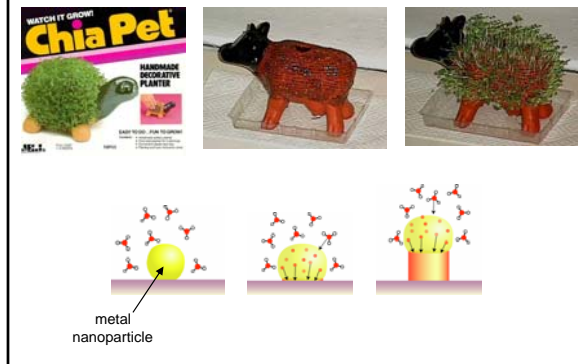 WATCH IT GROW!
Chia Pet
HANDMADE
DECORATIVE
PLANTER
EASY TO DO...FUN TO GROW!
metal
nanoparticle